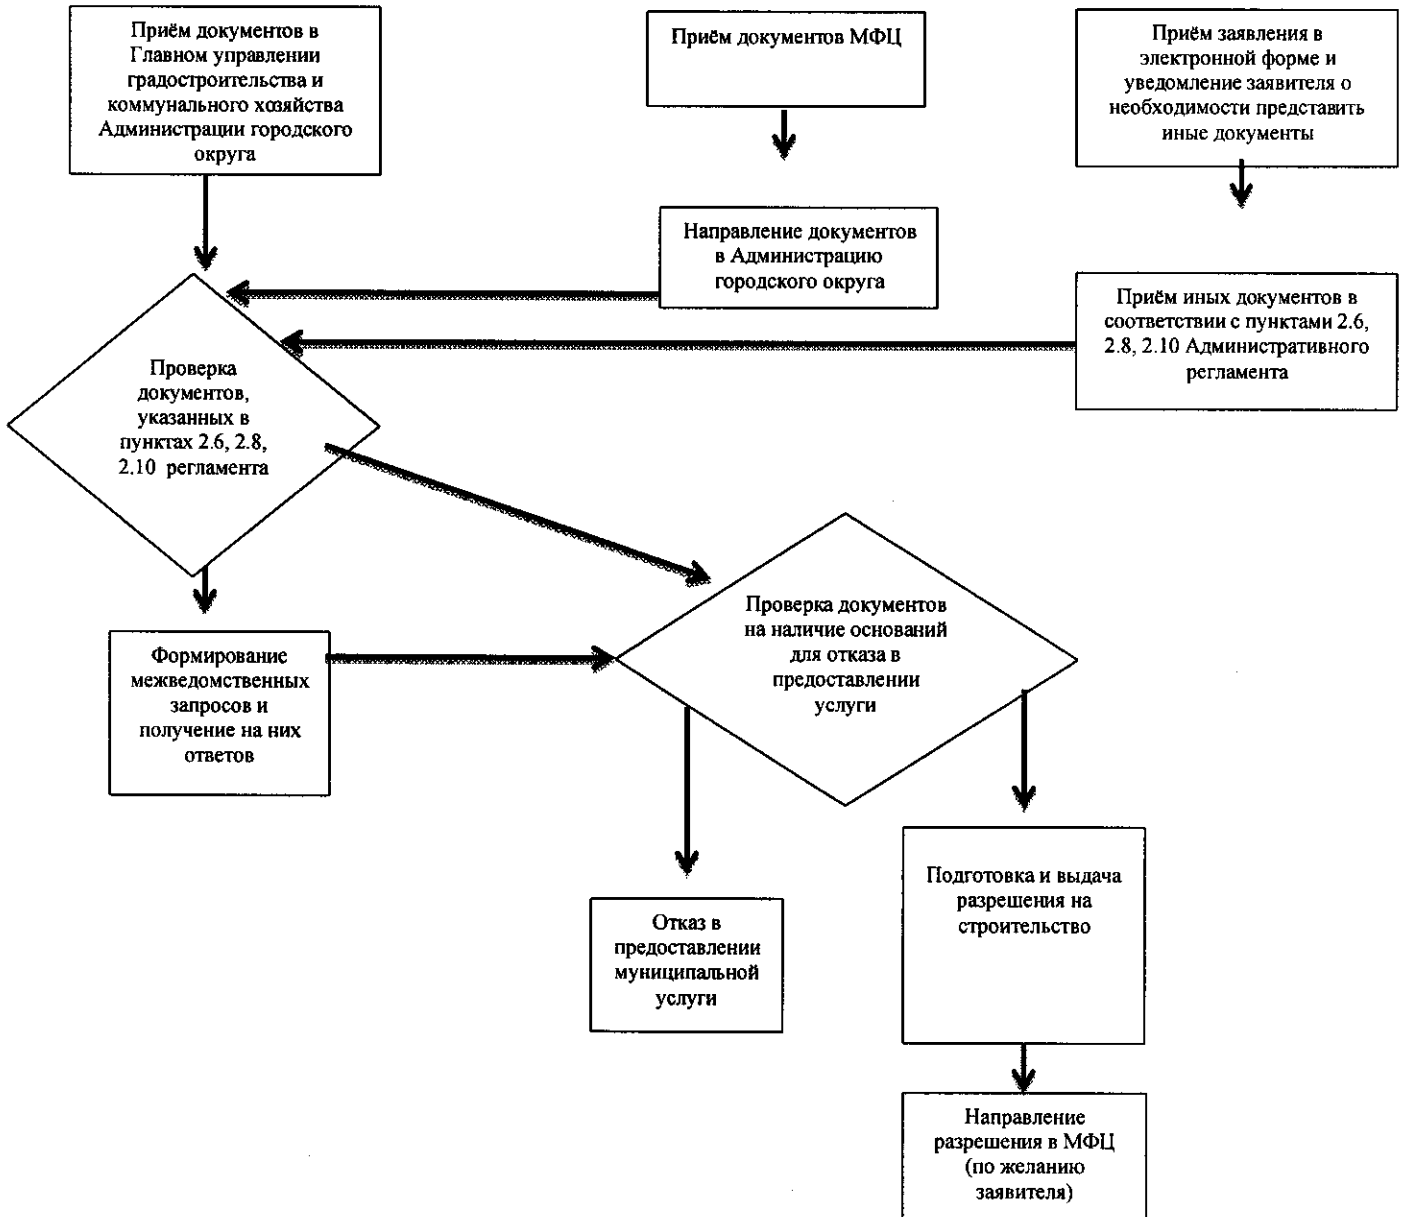 Приём документов в
Главном управлении
градостроительства и
коммунального хозяйства
Администрации городского
округа
Приём документов МФЦ
Приём заявления в
электронной форме и
уведомление заявителя о
необходимости представить
иные документы
Направление документов
в Администрацию
городского округа
Приём иных документов в
соответствии с пунктами 2.6,
2.8, 2.10 Административного
регламента
Проверка
документов,
указанных в
пунктах 2.6, 2.8,
2.10 регламента
Проверка документов
на наличие оснований
для отказа в
предоставлении
услуги
Формирование
межведомственных
запросов и
получение на них
ответов
Отказ в
предоставлении
муниципальной
услуги
Подготовка и выдача
разрешения на
строительство
Направление
разрешения в МФЦ
(по желанию
заявителя)